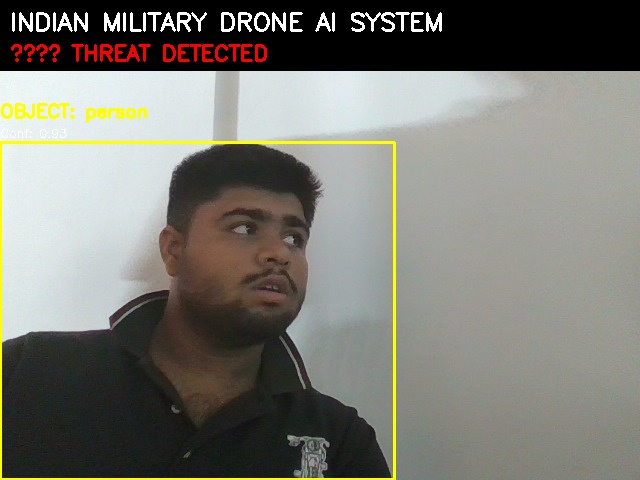 INDIAN MILITARY DRONE AI SYSTEM
???? THREAT DETECTED
OBJECT: person
Conf: 0.93